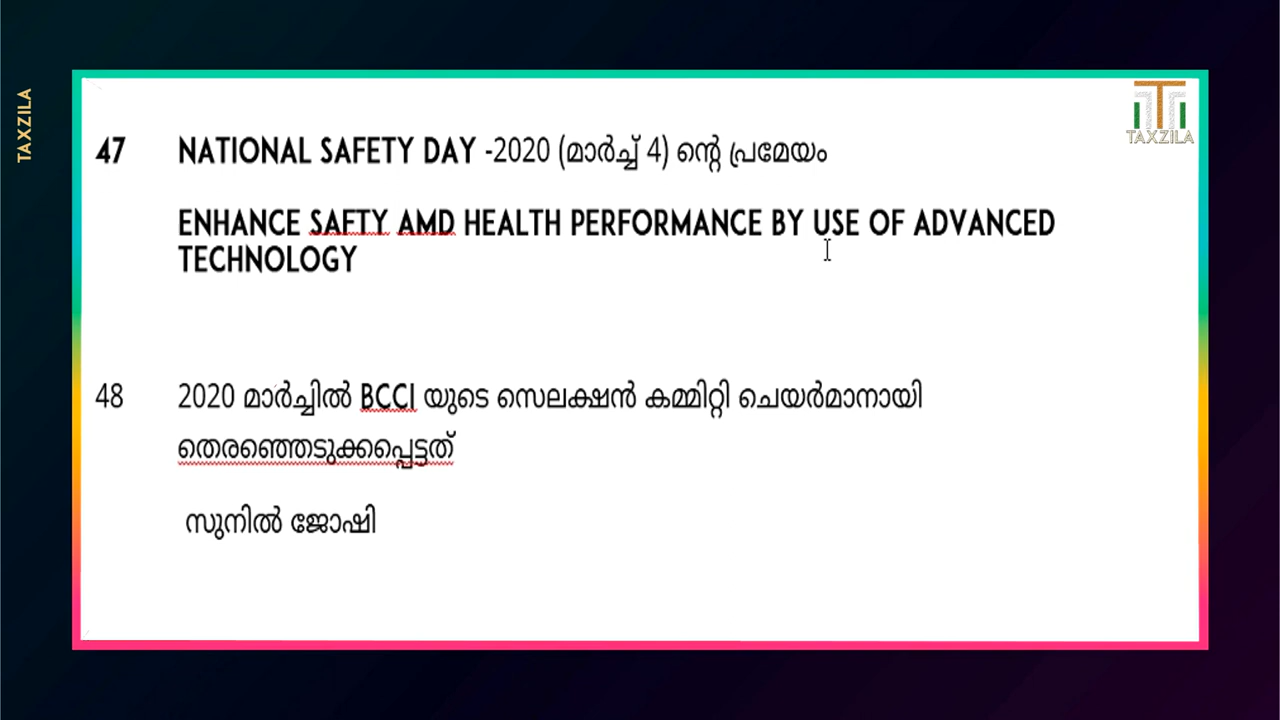 TAXZILA
TAXZILA
47 NATIONAL SAFETY DAY -2020 (മാർച്ച് 4) ന്റെ പ്രമേയം
ENHANCE SAFTY AMD HEALTH PERFORMANCE BY USE OF ADVANCED
TECHNOLOGY
48 2020 മാർച്ചിൽ BCCI യുടെ സെലക്ഷൻ കമ്മിറ്റി ചെയർമാനായി
തെരഞ്ഞെടുക്കപ്പെട്ടത്
സുനിൽ ജോഷി